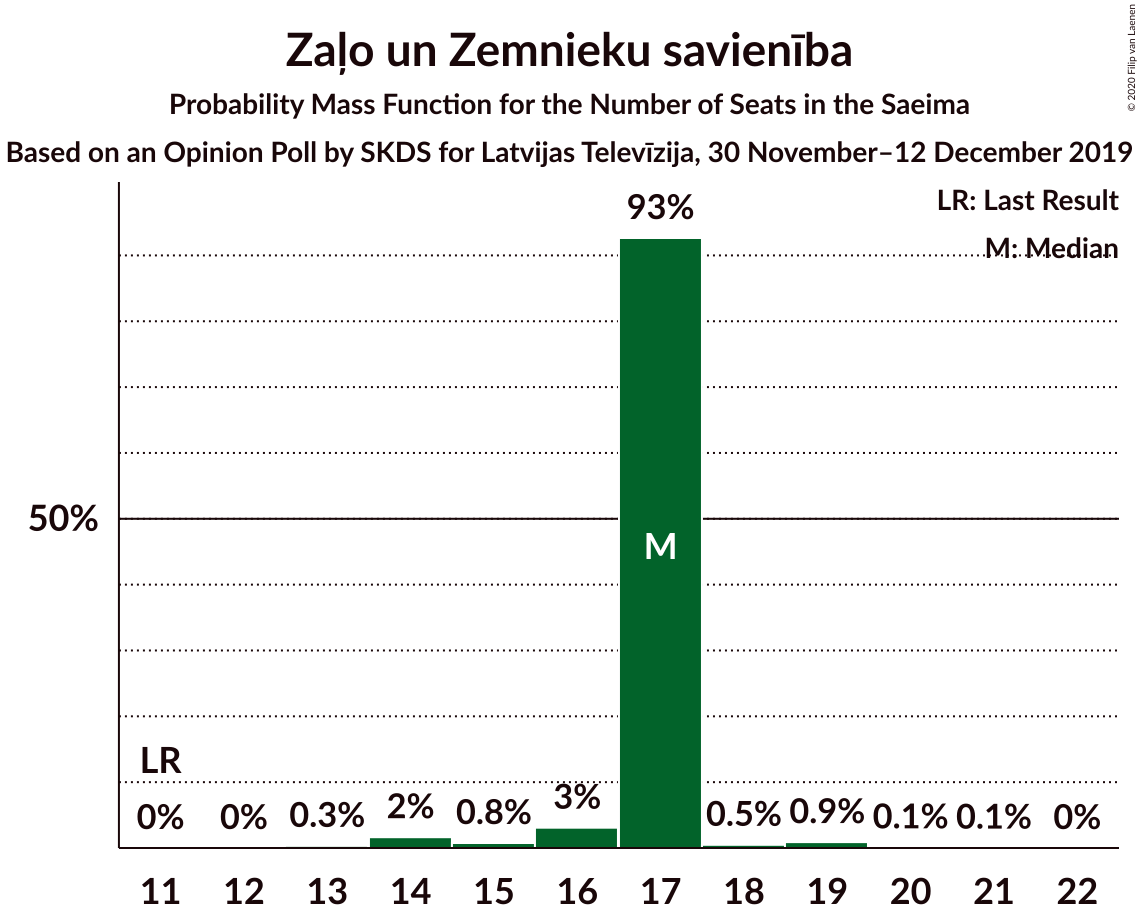 Zaļo un Zemnieku savienība
Probability Mass Function for the Number of Seats in the Saeima
Based on an Opinion Poll by SKDS for Latvijas Televīzija, 30 November–12 December 2019
© 2020 Filip van Laenen
LR: Last Result
M: Median
93%
50%
M
LR
0% 0% 0.3% 2% 0.8% 3% 0.5% 0.9% 0.1% 0.1% 0%
11 12 13 14 15 16 17 18 19 20 21 22